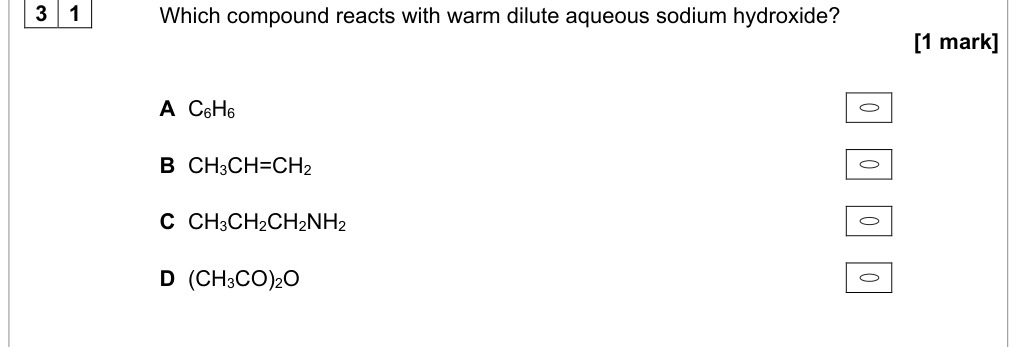 3 1 Which compound reacts with warm dilute aqueous sodium hydroxide?
[1 mark]
A C₆H₆
B CH₃CH=CH₂
C CH₃CH₂CH₂NH₂
D (CH₃CO)₂O